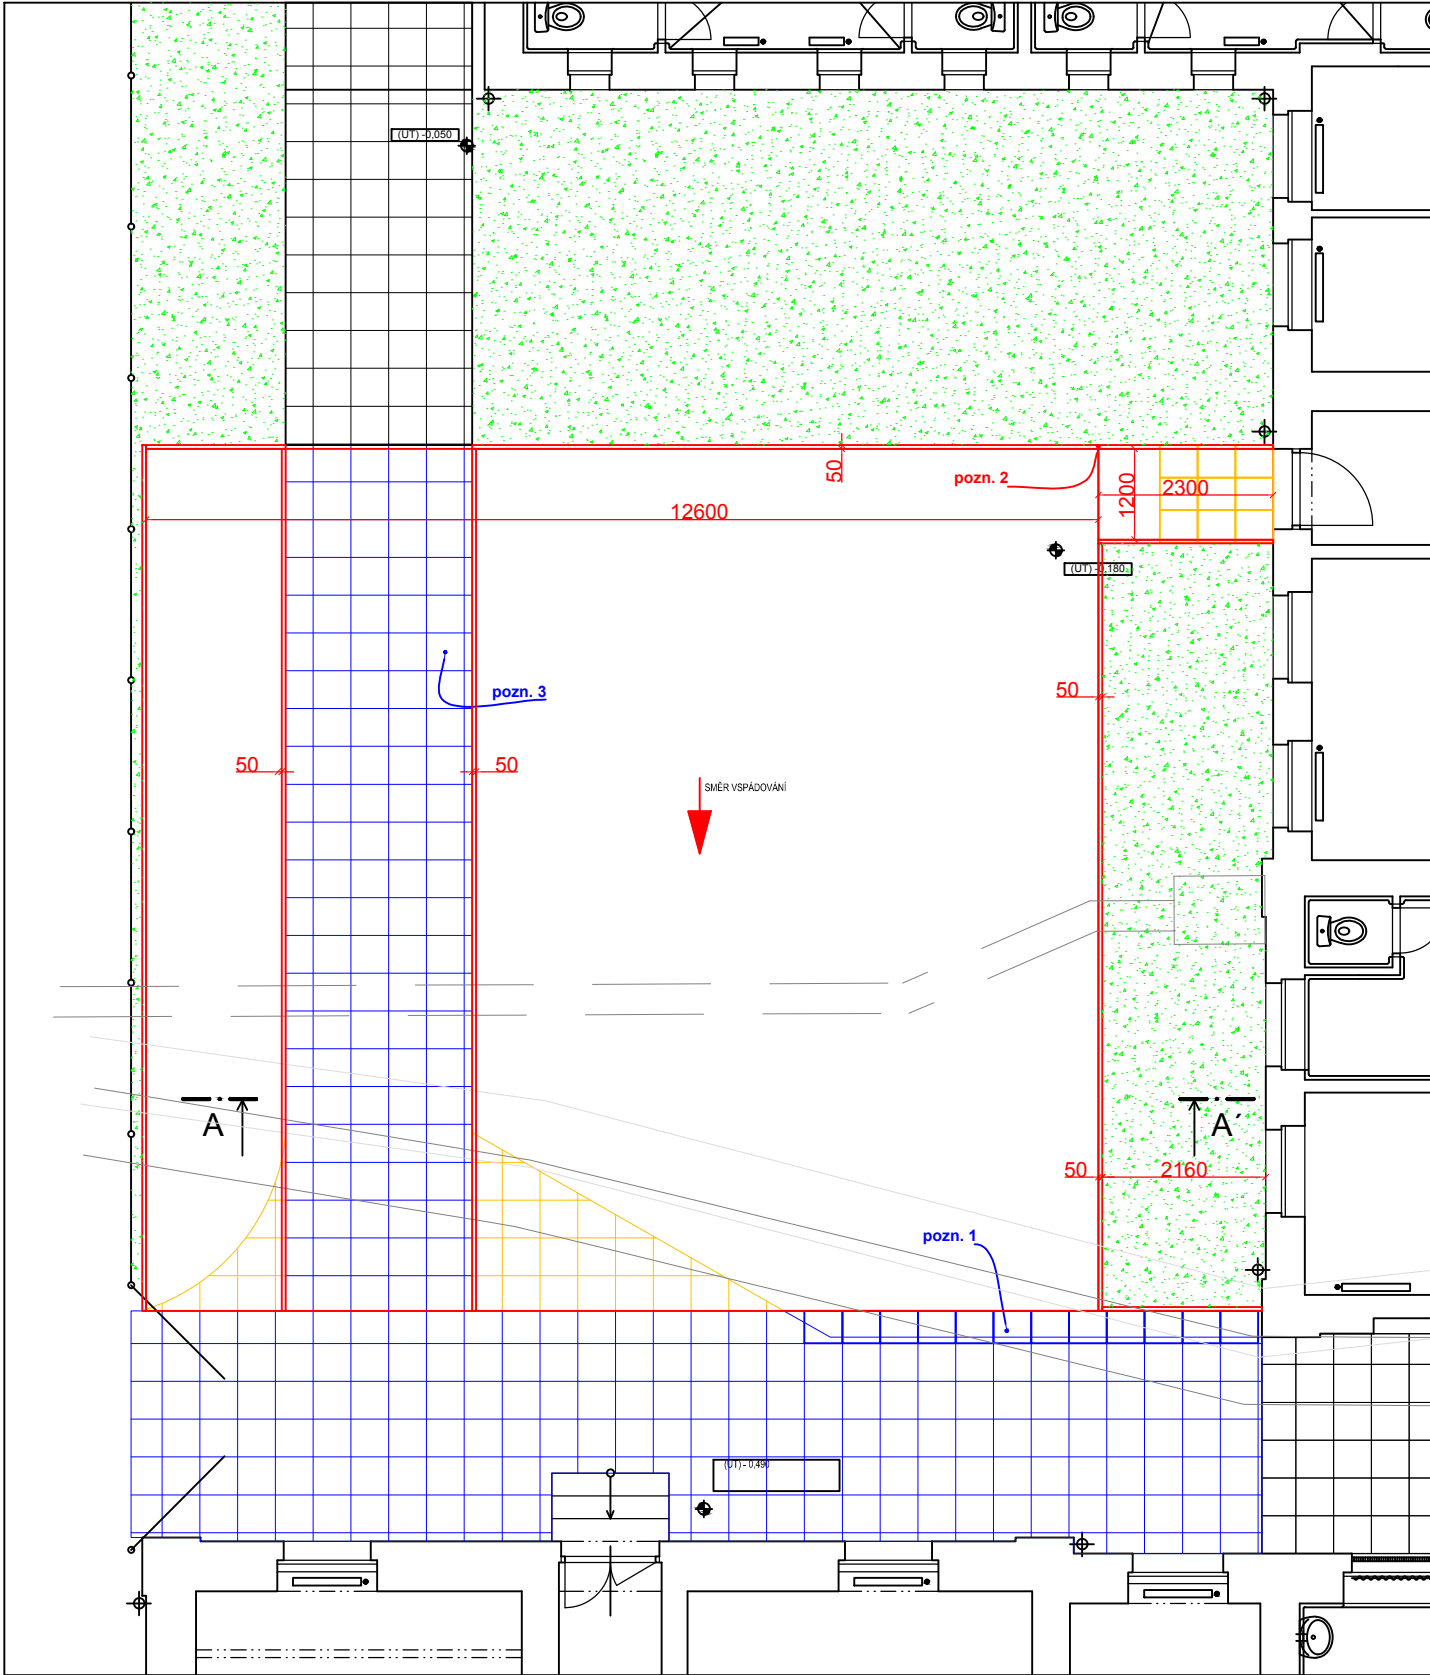 (UT) -0,050
50
pozn. 2
1200
2300
12600
(UT) -0,180
50
pozn. 3
50
50
SMĚR VSPÁDOVÁNÍ
A
A´
50
2160
pozn. 1
(UT) - 0,490